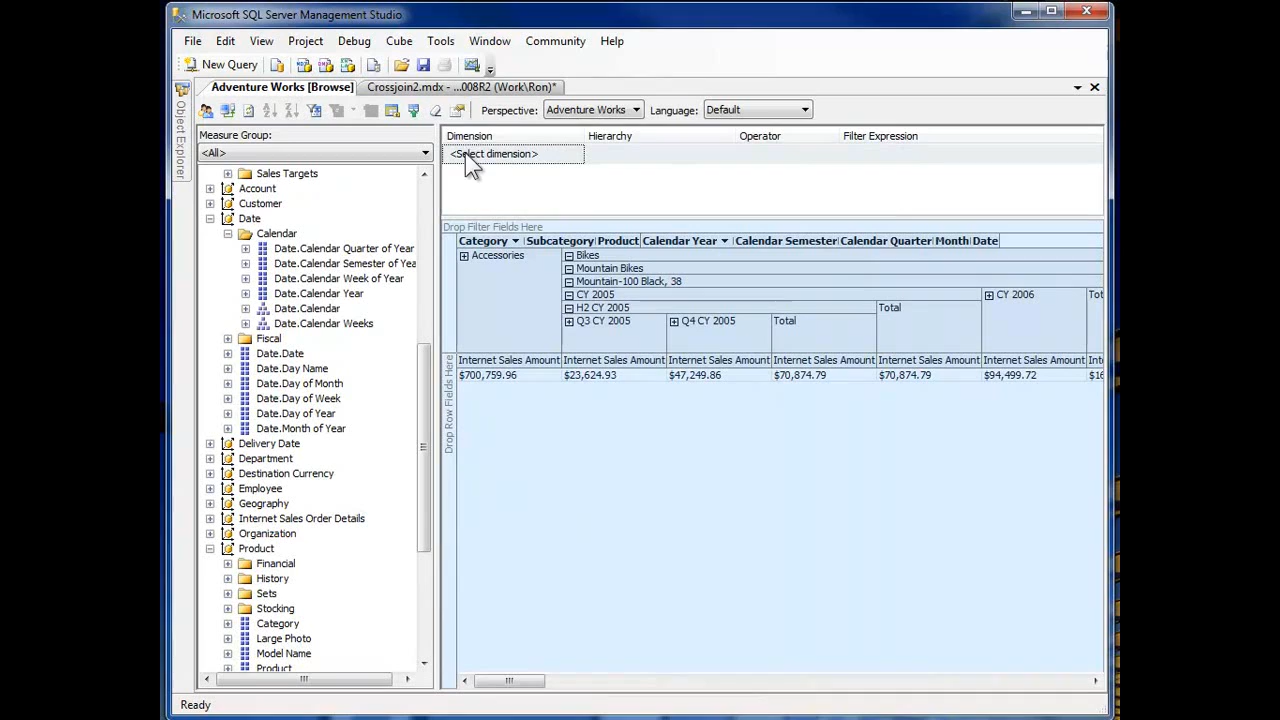 Microsoft SQL Server Management Studio
File Edit View Project Debug Cube Tools Window Community Help
New Query
Adventure Works [Browse] Crossjoin2.mdx - ...008R2 (Work\Ron)*
Perspective: Adventure Works Language: Default
Object Explorer
Measure Group:
<All>
Sales Targets
Account
Customer
Date
Calendar
Date.Calendar Quarter of Year
Date.Calendar Semester of Yea
Date.Calendar Week of Year
Date.Calendar Year
Date.Calendar
Date.Calendar Weeks
Fiscal
Date.Date
Date.Day Name
Date.Day of Month
Date.Day of Week
Date.Day of Year
Date.Month of Year
Delivery Date
Department
Destination Currency
Employee
Geography
Internet Sales Order Details
Organization
Product
Financial
History
Sets
Stocking
Category
Large Photo
Model Name
Product
Dimension Hierarchy Operator Filter Expression
<Select dimension>
Drop Filter Fields Here
Category Subcategory Product Calendar Year Calendar Semester Calendar Quarter Month Date
Accessories Bikes
Mountain Bikes
Mountain-100 Black, 38
CY 2005 CY 2006 Tot
H2 CY 2005 Total
Q3 CY 2005 Q4 CY 2005 Total
Internet Sales Amount Internet Sales Amount Internet Sales Amount Internet Sales Amount Internet Sales Amount Internet Sales Amount Int
$700,759.96 $23,624.93 $47,249.86 $70,874.79 $70,874.79 $94,499.72 $16
Drop Row Fields Here
Ready